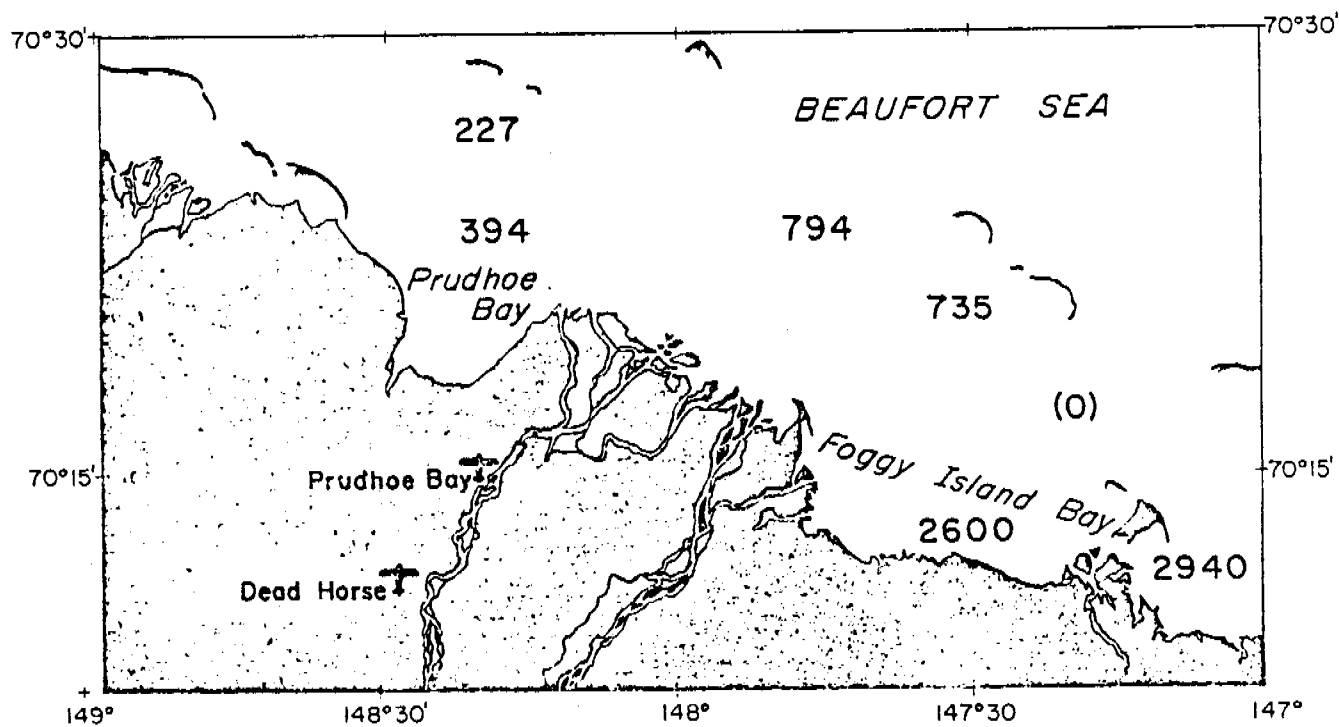 70°30'
70°30'
BEAUFORT SEA
227
394
794
Prudhoe
Bay
735
(0)
Foggy Island Bay
70°15'
70°15'
Prudhoe Bay
2600
2940
Dead Horse
149°
148°30'
148°
147°30'
147°